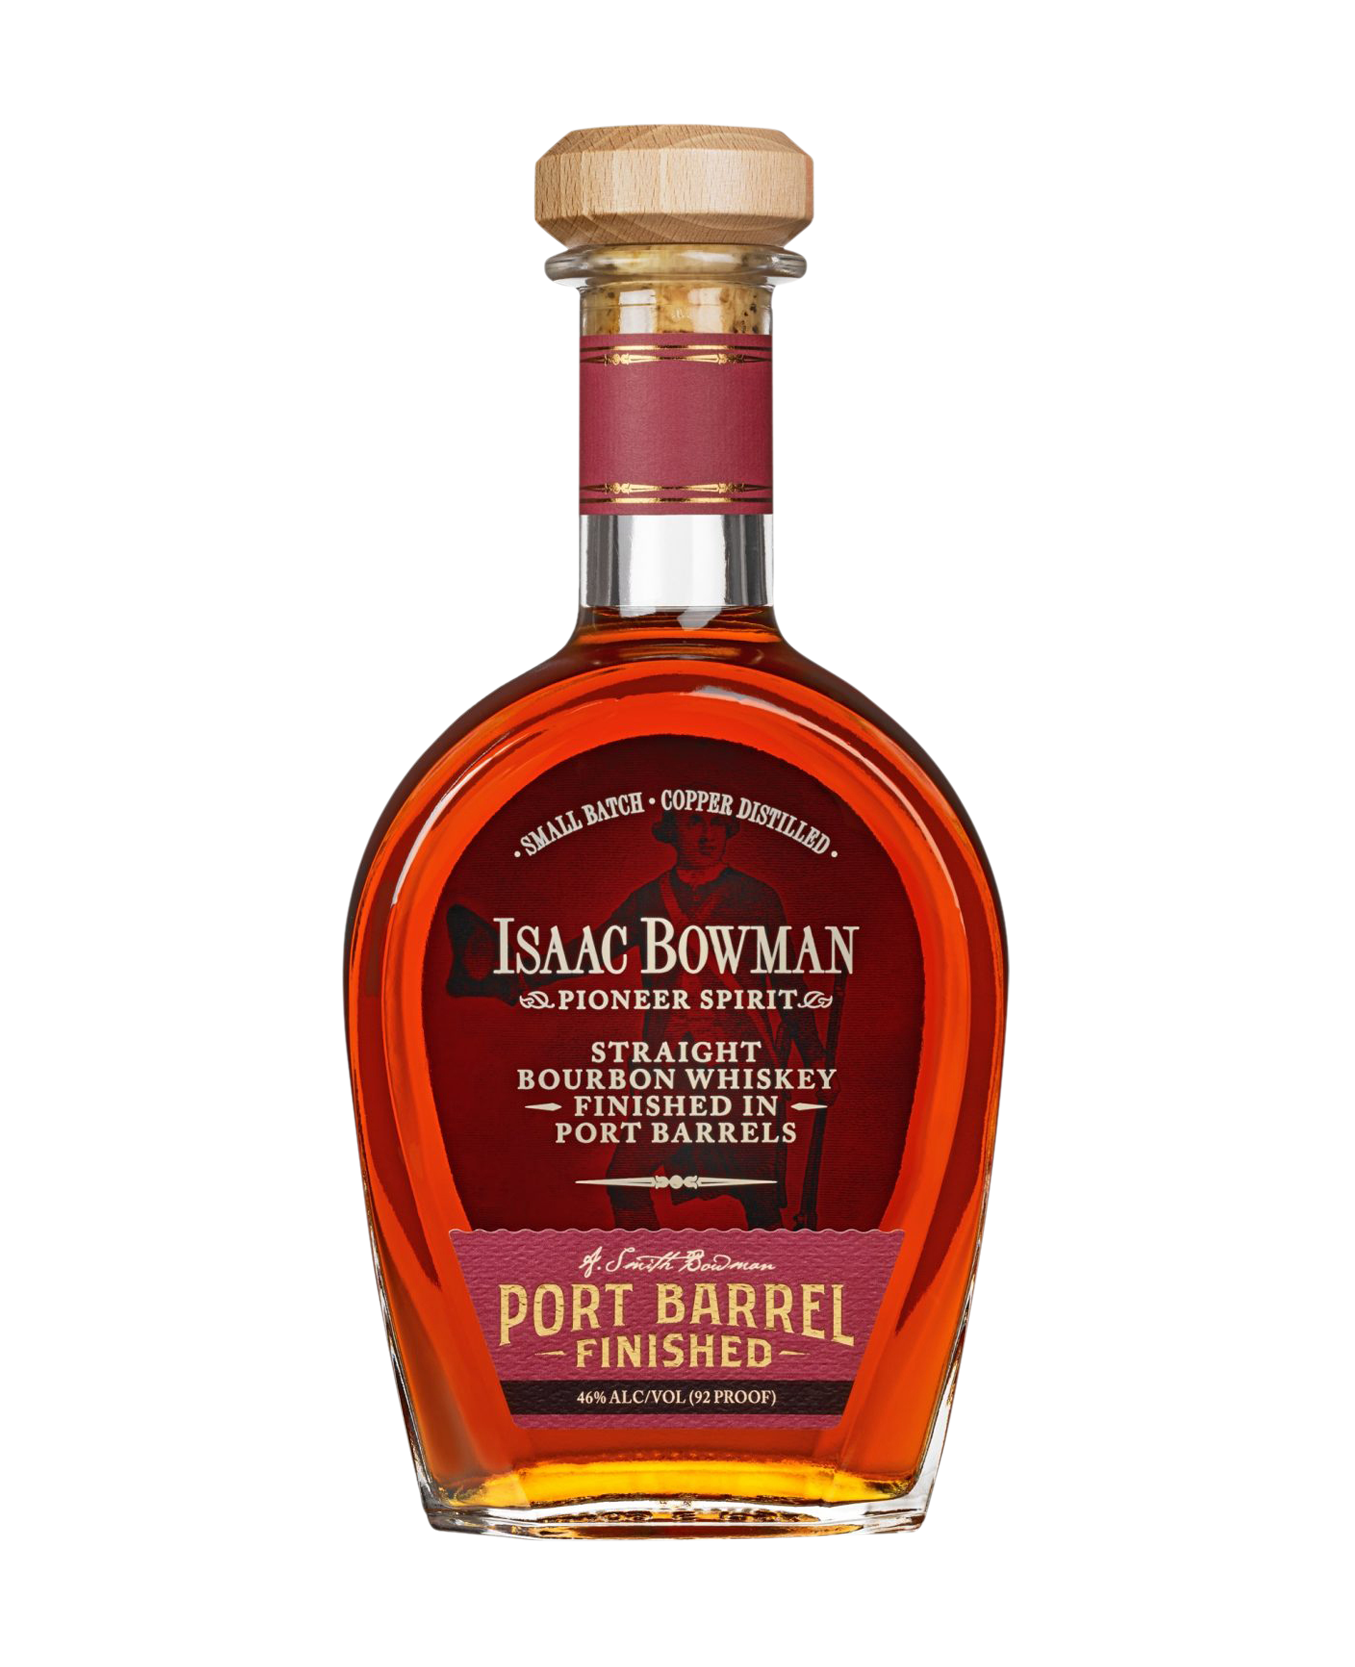 · SMALL BATCH · COPPER DISTILLED ·
ISAAC BOWMAN
PIONEER SPIRIT
STRAIGHT
BOURBON WHISKEY
FINISHED IN
PORT BARRELS
A. Smith Bowman
PORT BARREL
FINISHED
46% ALC/VOL (92 PROOF)